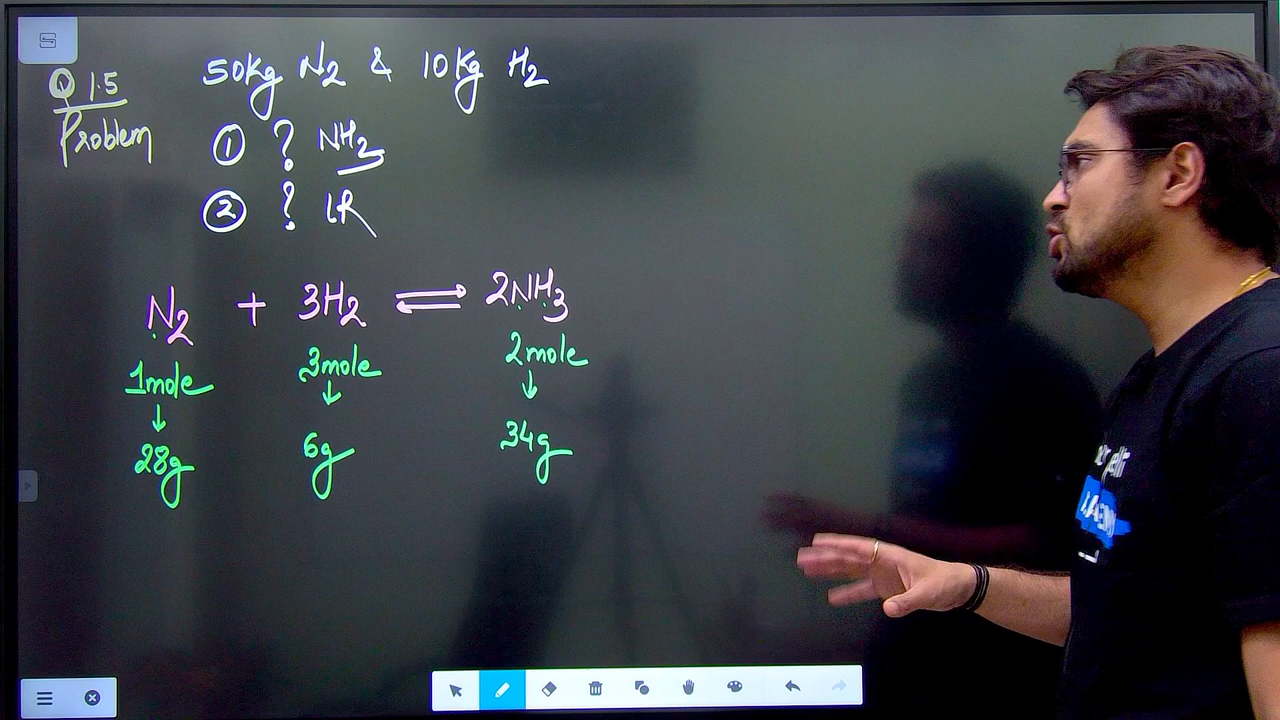 Q 1.5
Problem
50Kg N2 & 10Kg H2
① ? NH2
② ? LR
N2 + 3H2 ⇌ 2NH3
1mole 3mole 2mole
↓ ↓ ↓
28g 6g 34g